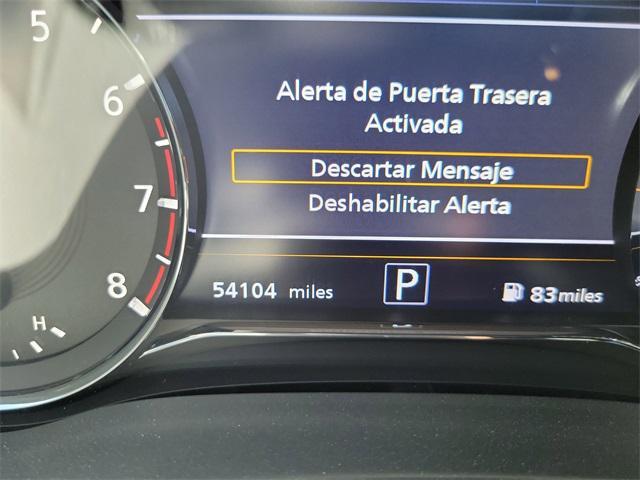 5
Alerta de Puerta Trasera
Activada
6
Descartar Mensaje
7
Deshabilitar Alerta
8
54104 miles
P
83 miles
H